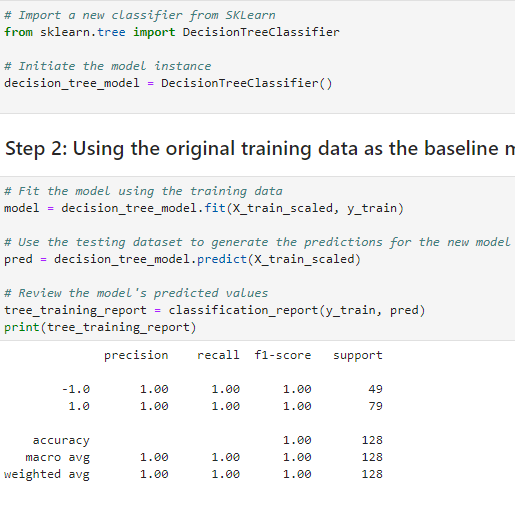 # Import a new classifier from SKLearn
from sklearn.tree import DecisionTreeClassifier
# Initiate the model instance
decision_tree_model = DecisionTreeClassifier()
Step 2: Using the original training data as the baseline
# Fit the model using the training data
model = decision_tree_model.fit(X_train_scaled, y_train)
# Use the testing dataset to generate the predictions for the new model
pred = decision_tree_model.predict(X_train_scaled)
# Review the model's predicted values
tree_training_report = classification_report(y_train, pred)
print(tree_training_report)
precision recall f1-score support
-1.0 1.00 1.00 1.00 49
1.0 1.00 1.00 1.00 79
accuracy 1.00 128
macro avg 1.00 1.00 1.00 128
weighted avg 1.00 1.00 1.00 128